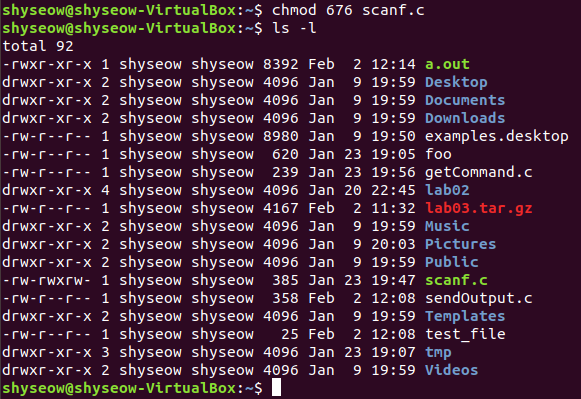 shyseow@shyseow-VirtualBox:~$ chmod 676 scanf.c
shyseow@shyseow-VirtualBox:~$ ls -l
total 92
-rwxr-xr-x 1 shyseow shyseow 8392 Feb  2 12:14 a.out
drwxr-xr-x 2 shyseow shyseow 4096 Jan  9 19:59 Desktop
drwxr-xr-x 2 shyseow shyseow 4096 Jan  9 19:59 Documents
drwxr-xr-x 2 shyseow shyseow 4096 Jan  9 19:59 Downloads
-rw-r--r-- 1 shyseow shyseow 8980 Jan  9 19:50 examples.desktop
-rw-r--r-- 1 shyseow shyseow  620 Jan 23 19:05 foo
-rw-r--r-- 1 shyseow shyseow  239 Jan 23 19:56 getCommand.c
drwxr-xr-x 4 shyseow shyseow 4096 Jan 20 22:45 lab02
-rw-r--r-- 1 shyseow shyseow 4167 Feb  2 11:32 lab03.tar.gz
drwxr-xr-x 2 shyseow shyseow 4096 Jan  9 19:59 Music
drwxr-xr-x 2 shyseow shyseow 4096 Jan  9 20:03 Pictures
drwxr-xr-x 2 shyseow shyseow 4096 Jan  9 19:59 Public
-rw-rwxrw- 1 shyseow shyseow  385 Jan 23 19:47 scanf.c
-rw-r--r-- 1 shyseow shyseow  358 Feb  2 12:08 sendOutput.c
drwxr-xr-x 2 shyseow shyseow 4096 Jan  9 19:59 Templates
-rw-r--r-- 1 shyseow shyseow   25 Feb  2 12:08 test_file
drwxr-xr-x 3 shyseow shyseow 4096 Jan 23 19:07 tmp
drwxr-xr-x 2 shyseow shyseow 4096 Jan  9 19:59 Videos
shyseow@shyseow-VirtualBox:~$